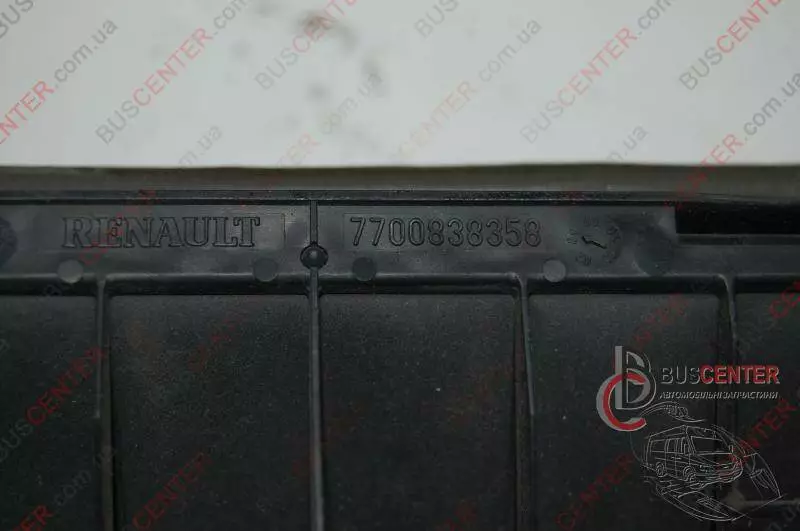 BUSCENTER.com.ua
RENAULT 7700838358
BUSCENTER
АВТОМОБІЛЬНІ ЗАПЧАСТИНИ